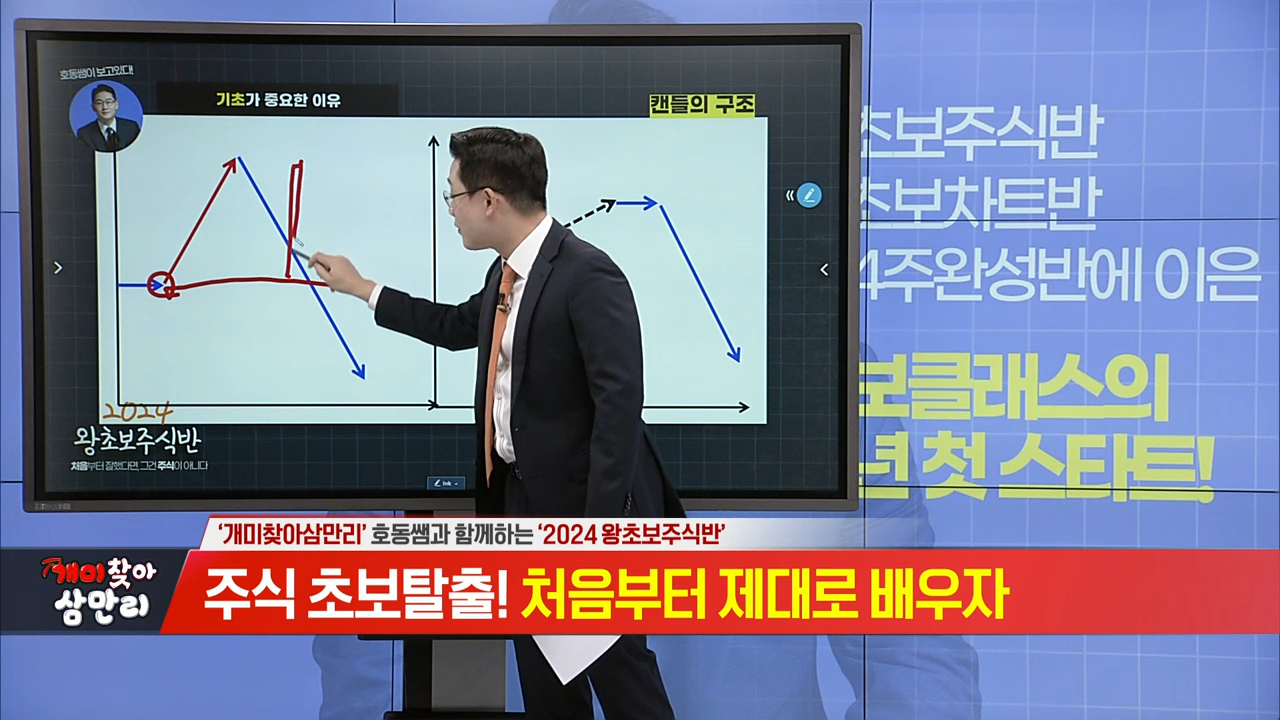 호동쌤이 보고있다!
기초가 중요한 이유
캔들의 구조
2024
왕초보주식반
처음부터 잘했다면, 그건 주식이 아니다
Ink
초보주식반
초보차트반
4주완성반에 이은
보클래스의
년 첫 스타트!
'개미찾아삼만리' 호동쌤과 함께하는 '2024 왕초보주식반'
개미찾아
삼만리
주식 초보탈출! 처음부터 제대로 배우자